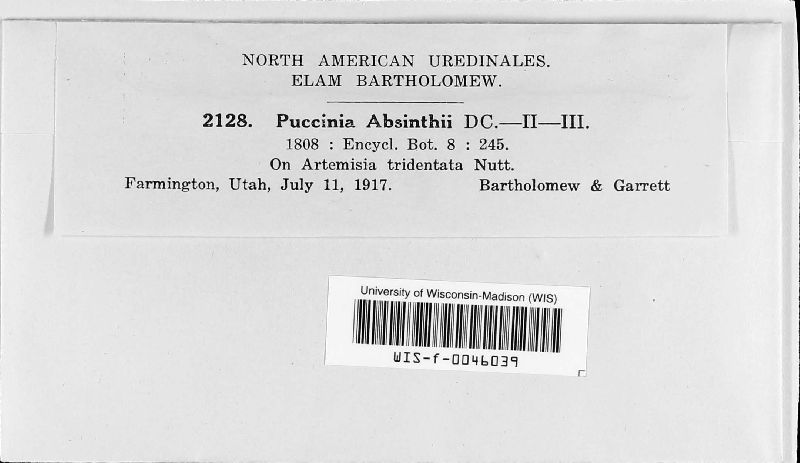 NORTH AMERICAN UREDINALES.
ELAM BARTHOLOMEW.
2128. Puccinia Absinthii DC.—II—III.
1808 : Encycl. Bot. 8 : 245.
On Artemisia tridentata Nutt.
Farmington, Utah, July 11, 1917. Bartholomew & Garrett
University of Wisconsin-Madison (WIS)
WIS-f-0046039